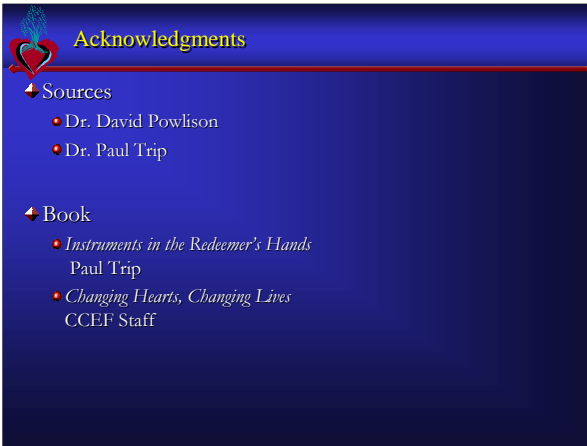 Acknowledgments
Sources
Dr. David Powlison
Dr. Paul Trip
Book
Instruments in the Redeemer's Hands
Paul Trip
Changing Hearts, Changing Lives
CCEF Staff